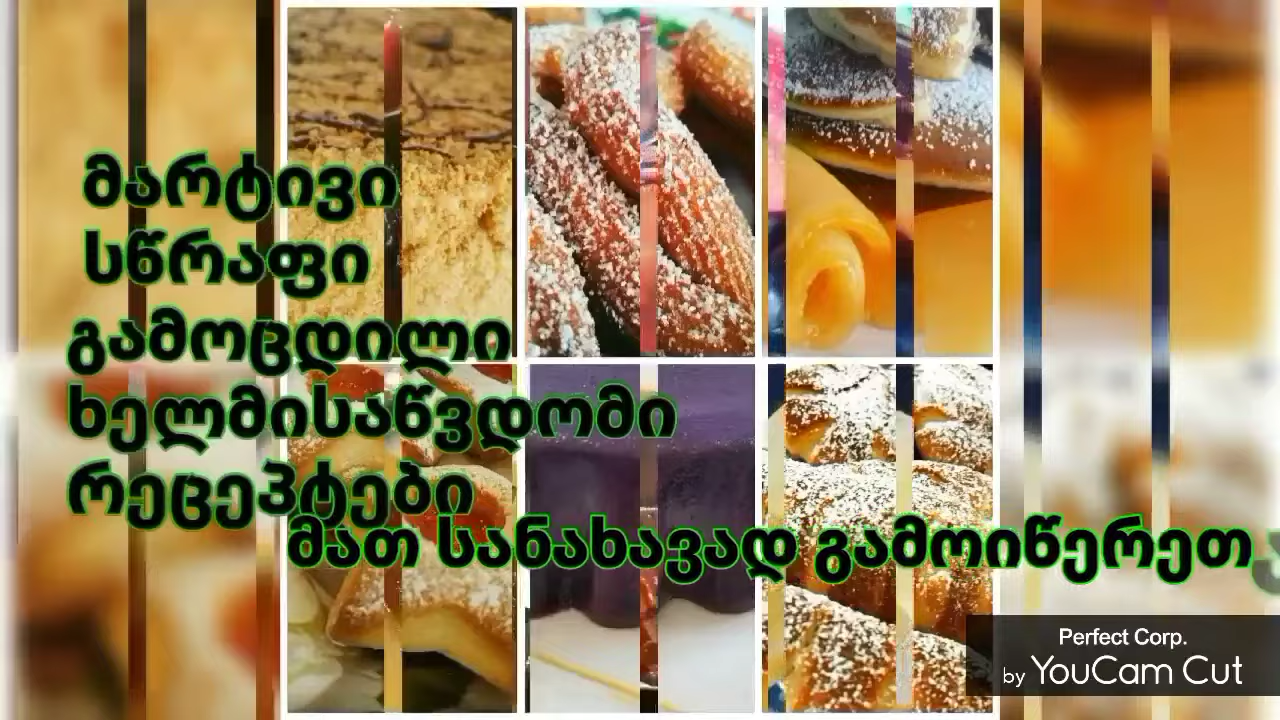 მარტივი
სწრაფი
გამოცდილი
ხელმისაწვდომი
რეცეპტები
მათ სანახავად გამოიწერეთ
Perfect Corp.
by YouCam Cut